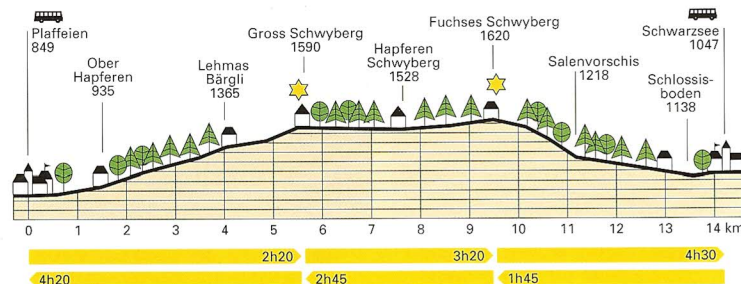 Plaffeien
849
Ober
Hapferen
935
Lehmas
Bärgli
1365
Gross Schwyberg
1590
Hapferen
Schwyberg
1528
Fuchses Schwyberg
1620
Salenvorschis
1218
Schlossis-
boden
1138
Schwarzsee
1047
0 1 2 3 4 5 6 7 8 9 10 11 12 13 14 km
2h20 3h20 4h30
4h20 2h45 1h45